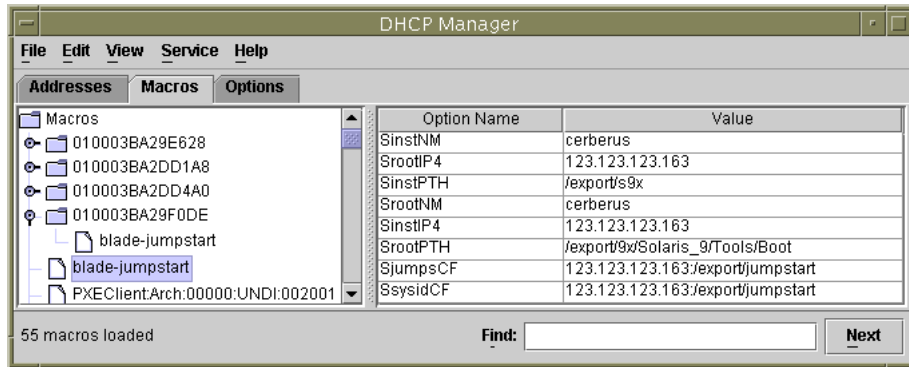 DHCP Manager
File Edit View Service Help
Addresses Macros Options
Macros
010003BA29E628
010003BA2DD1A8
010003BA2DD4A0
010003BA29F0DE
blade-jumpstart
blade-jumpstart
PXEClient:Arch:00000:UNDI:002001
Option Name Value
SinstNM cerberus
SrootIP4 123.123.123.163
SinstPTH /export/s9x
SrootNM cerberus
SinstIP4 123.123.123.163
SrootPTH /export/9x/Solaris_9/Tools/Boot
SjumpsCF 123.123.123.163:/export/jumpstart
SsysidCF 123.123.123.163:/export/jumpstart
55 macros loaded
Find:
Next